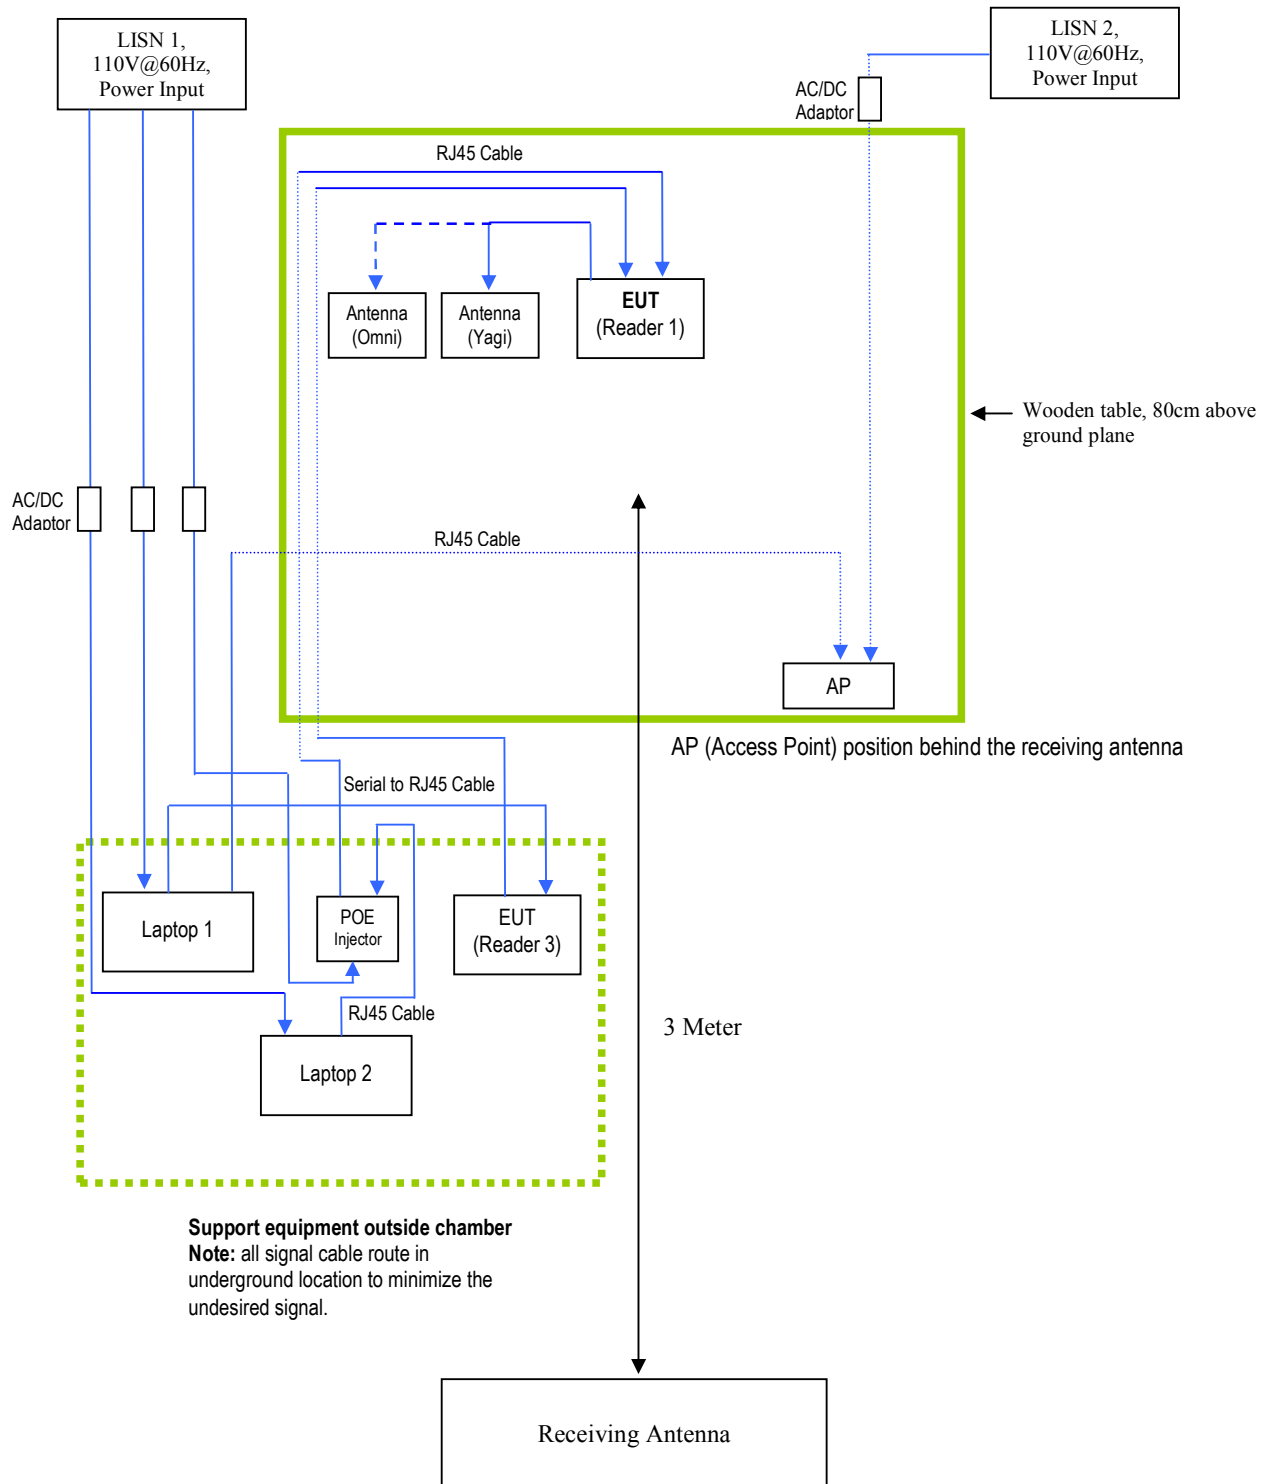 LISN 1,
110V@60Hz,
Power Input
LISN 2,
110V@60Hz,
Power Input
AC/DC
Adaptor
RJ45 Cable
Antenna
(Omni)
Antenna
(Yagi)
EUT
(Reader 1)
Wooden table, 80cm above
ground plane
AC/DC
Adaptor
RJ45 Cable
AP
AP (Access Point) position behind the receiving antenna
Serial to RJ45 Cable
Laptop 1
POE
Injector
EUT
(Reader 3)
RJ45 Cable
Laptop 2
3 Meter
Support equipment outside chamber
Note: all signal cable route in
underground location to minimize the
undesired signal.
Receiving Antenna